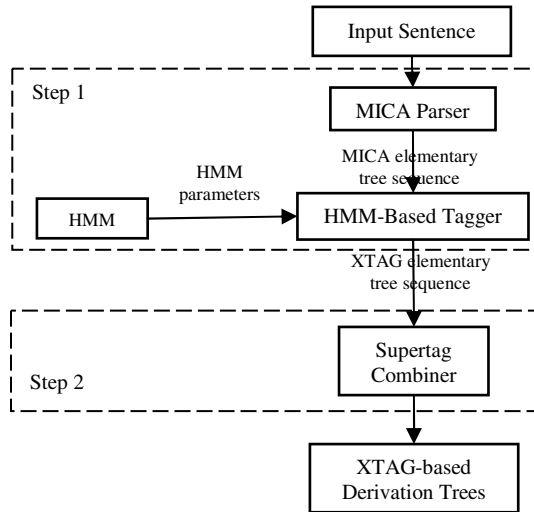 Input Sentence
Step 1
MICA Parser
MICA elementary
tree sequence
HMM
parameters
HMM
HMM-Based Tagger
XTAG elementary
tree sequence
Supertag
Combiner
Step 2
XTAG-based
Derivation Trees